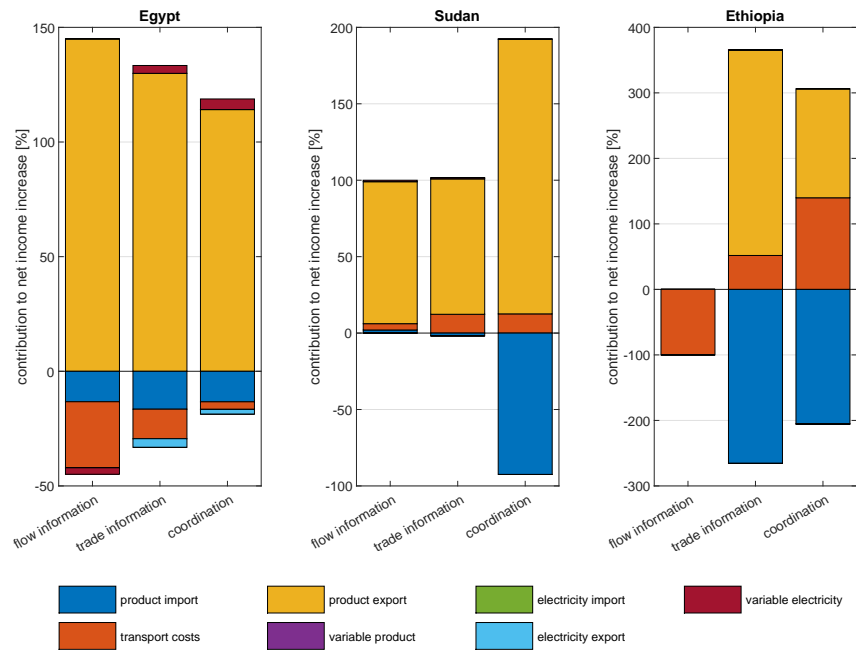 Egypt
Sudan
Ethiopia
contribution to net income increase [%]
150
100
50
0
-50
flow information
trade information
coordination
contribution to net income increase [%]
200
150
100
50
0
-50
-100
flow information
trade information
coordination
contribution to net income increase [%]
400
300
200
100
0
-100
-200
-300
flow information
trade information
coordination
product import
product export
electricity import
variable electricity
transport costs
variable product
electricity export